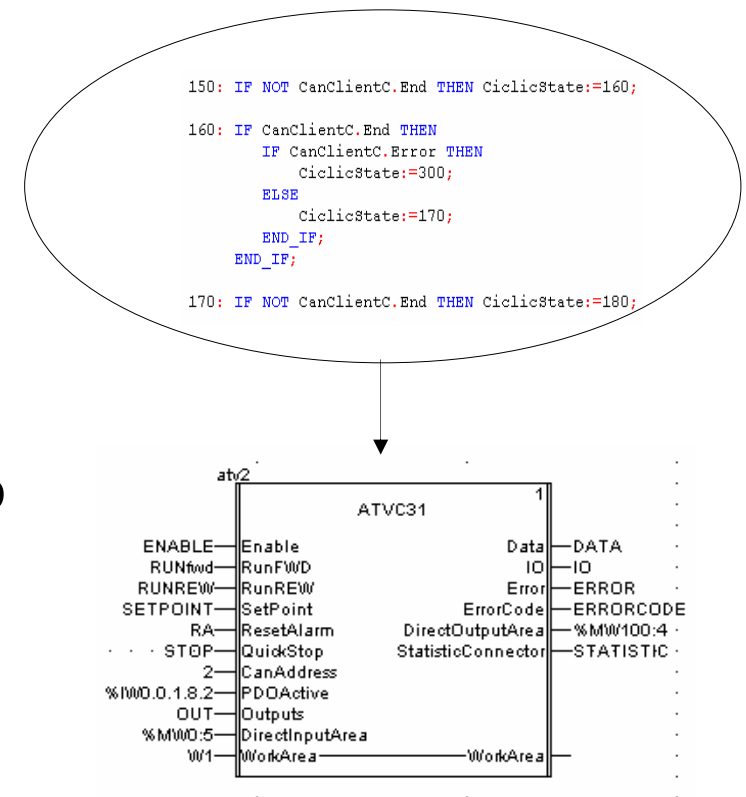 150: IF NOT CanClientC.End THEN CiclicState:=160;
160: IF CanClientC.End THEN
IF CanClientC.Error THEN
CiclicState:=300;
ELSE
CiclicState:=170;
END_IF;
END_IF;
170: IF NOT CanClientC.End THEN CiclicState:=180;
atv2
1
ATVC31
ENABLE Enable Data DATA
RUNfwd RunFWD IO IO
RUNREW RunREW Error ERROR
SETPOINT SetPoint ErrorCode ERRORCODE
RA ResetAlarm DirectOutputArea %MW100:4
STOP QuickStop StatisticConnector STATISTIC
2 CanAddress
%IW0.0.1.8.2 PDOActive
OUT Outputs
%MW0:5 DirectInputArea
W1 WorkArea WorkArea